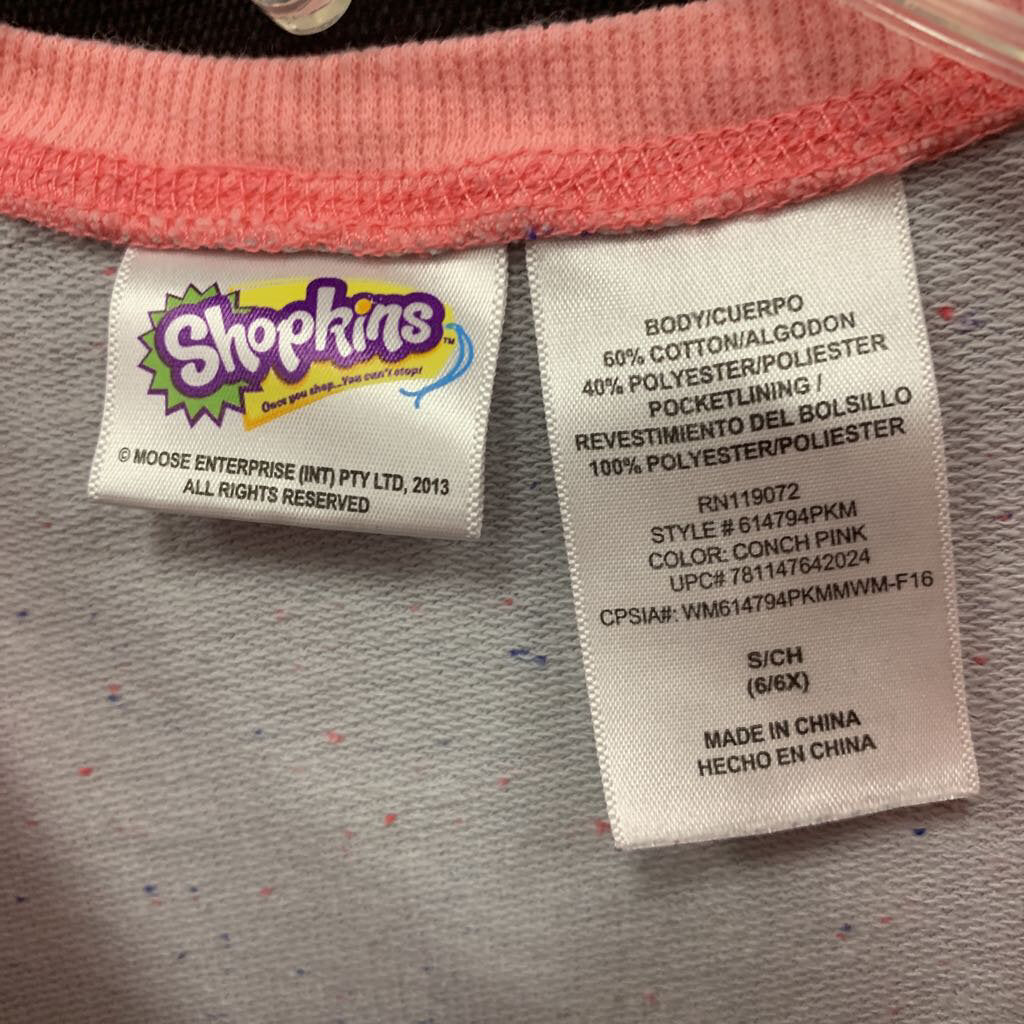 Shopkins™
Once you shop...You can't stop!
© MOOSE ENTERPRISE (INT) PTY LTD, 2013
ALL RIGHTS RESERVED
BODY/CUERPO
60% COTTON/ALGODON
40% POLYESTER/POLIESTER
POCKETLINING /
REVESTIMIENTO DEL BOLSILLO
100% POLYESTER/POLIESTER
RN119072
STYLE # 614794PKM
COLOR: CONCH PINK
UPC# 781147642024
CPSIA#: WM614794PKMMWM-F16
S/CH
(6/6X)
MADE IN CHINA
HECHO EN CHINA